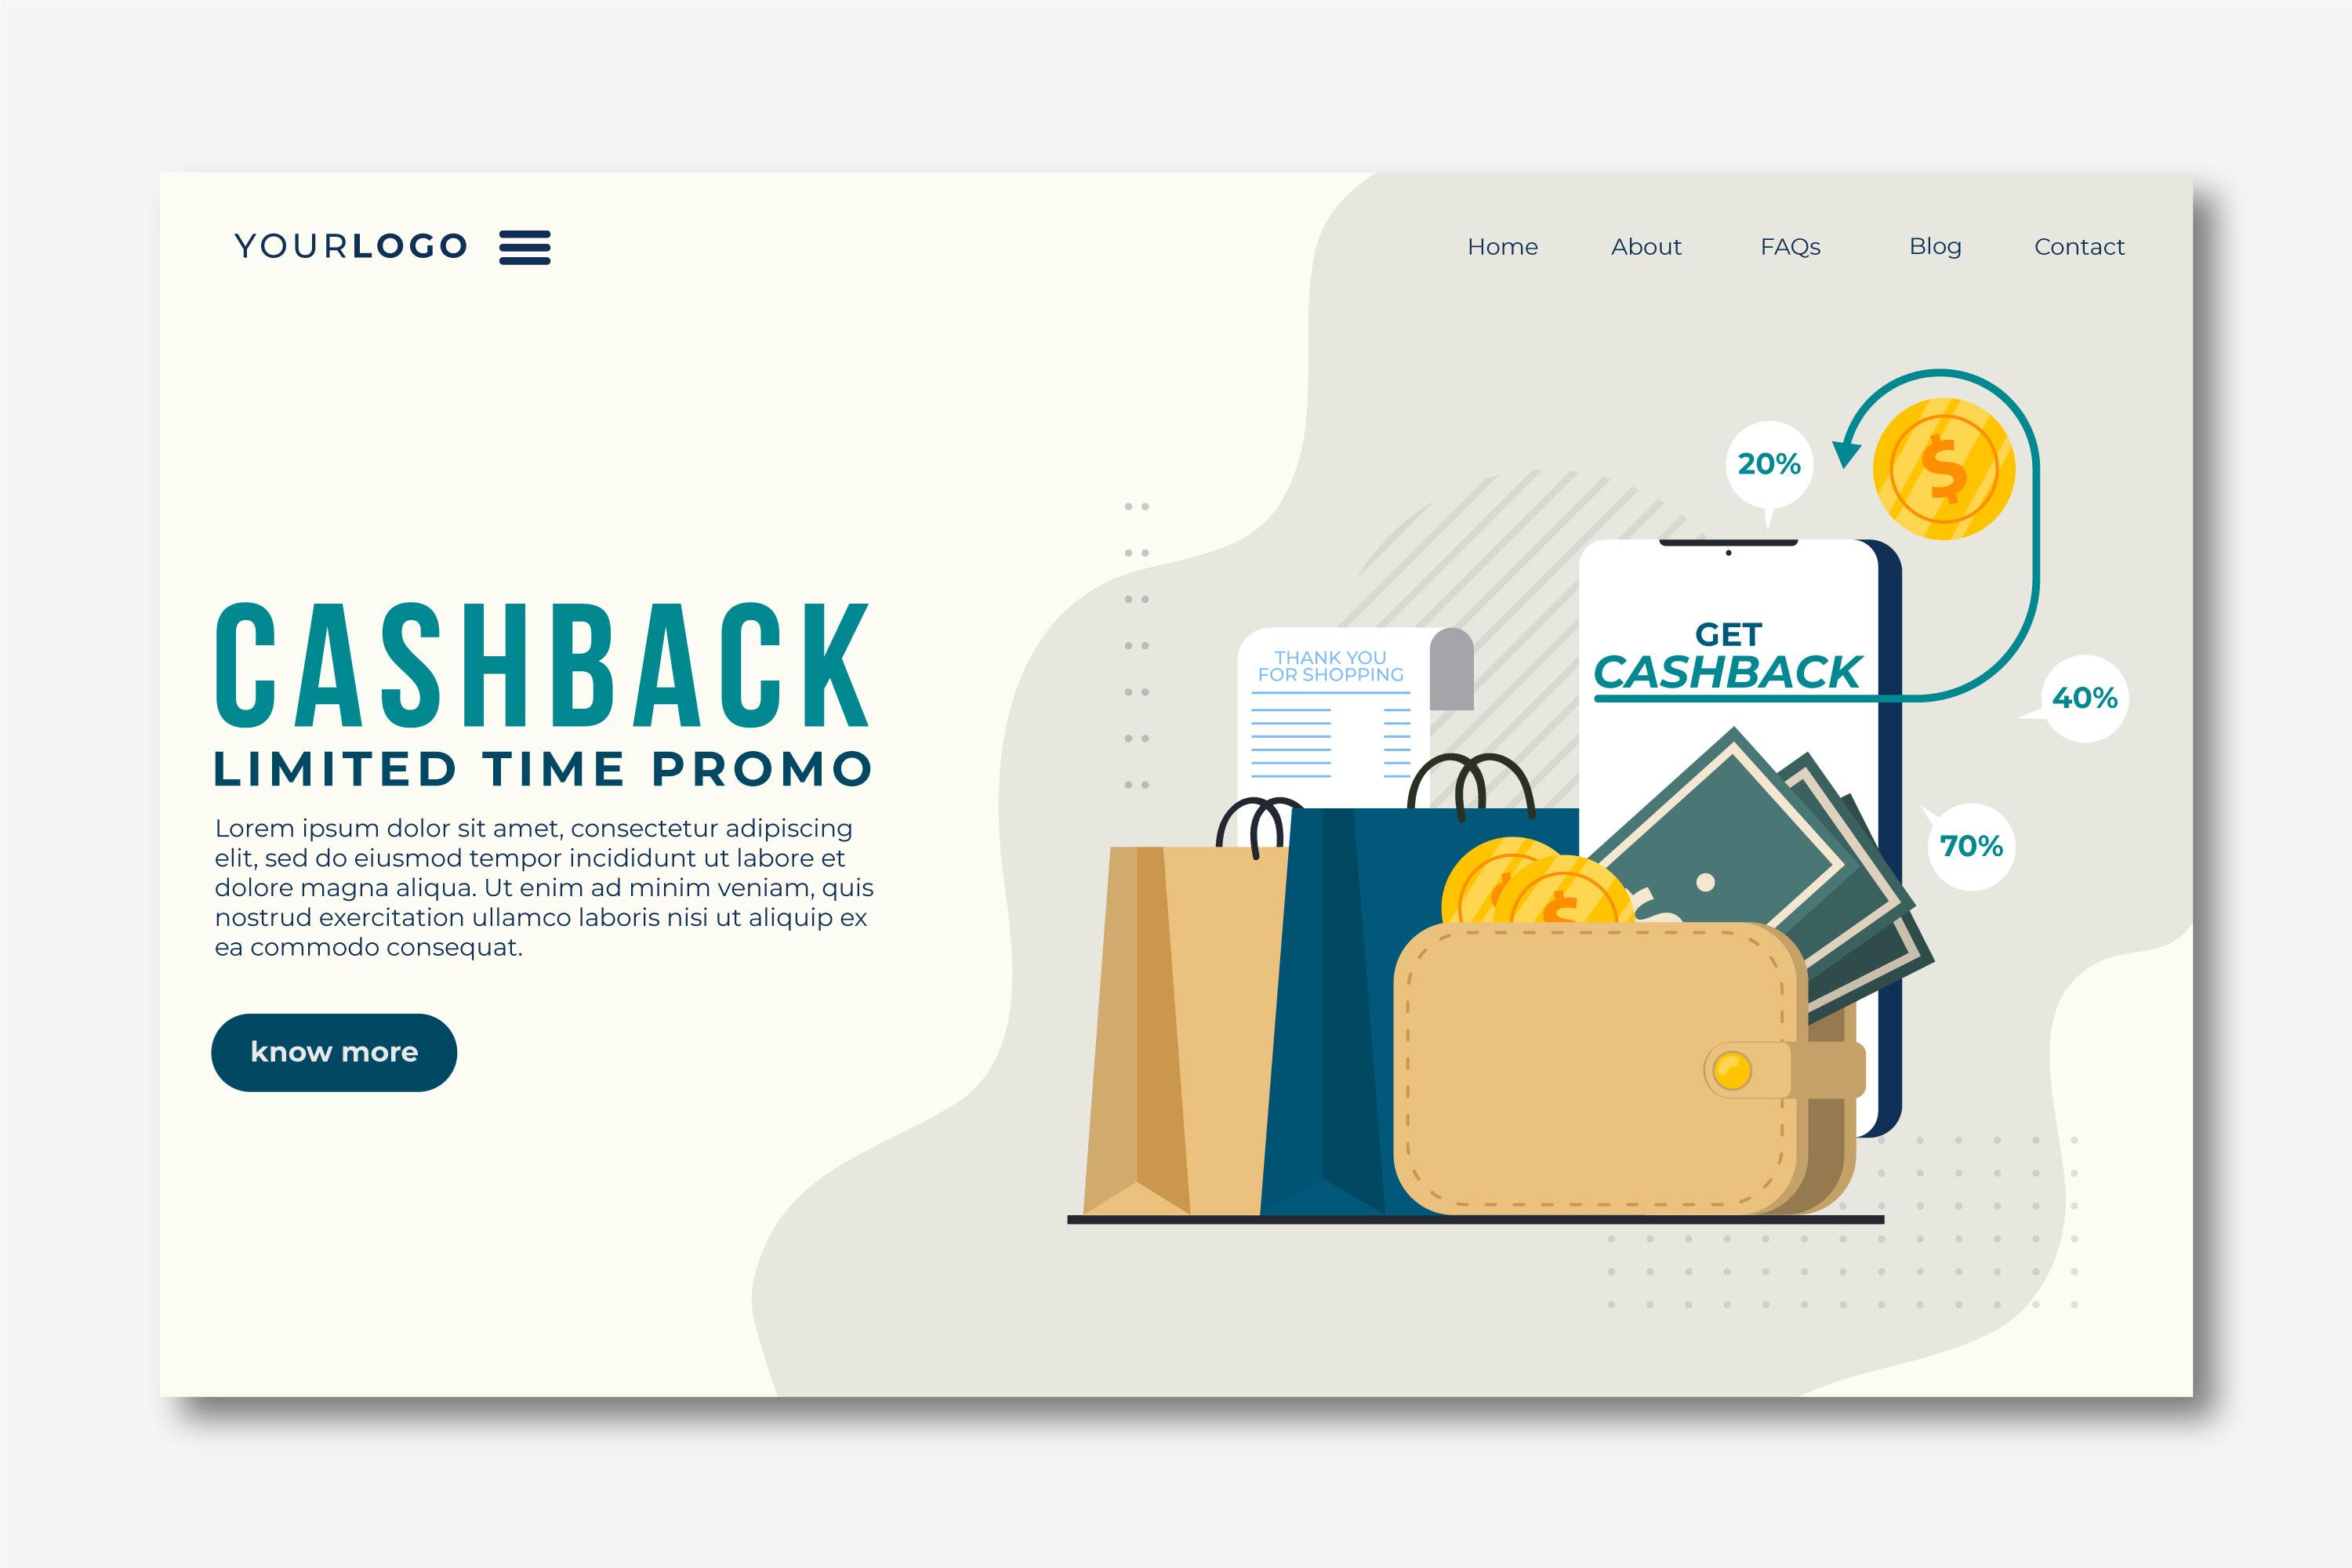 YOURLOGO
Home About FAQs Blog Contact
CASHBACK
LIMITED TIME PROMO
Lorem ipsum dolor sit amet, consectetur adipiscing
elit, sed do eiusmod tempor incididunt ut labore et
dolore magna aliqua. Ut enim ad minim veniam, quis
nostrud exercitation ullamco laboris nisi ut aliquip ex
ea commodo consequat.
know more
THANK YOU
FOR SHOPPING
GET
CASHBACK
20%
$
40%
70%
$